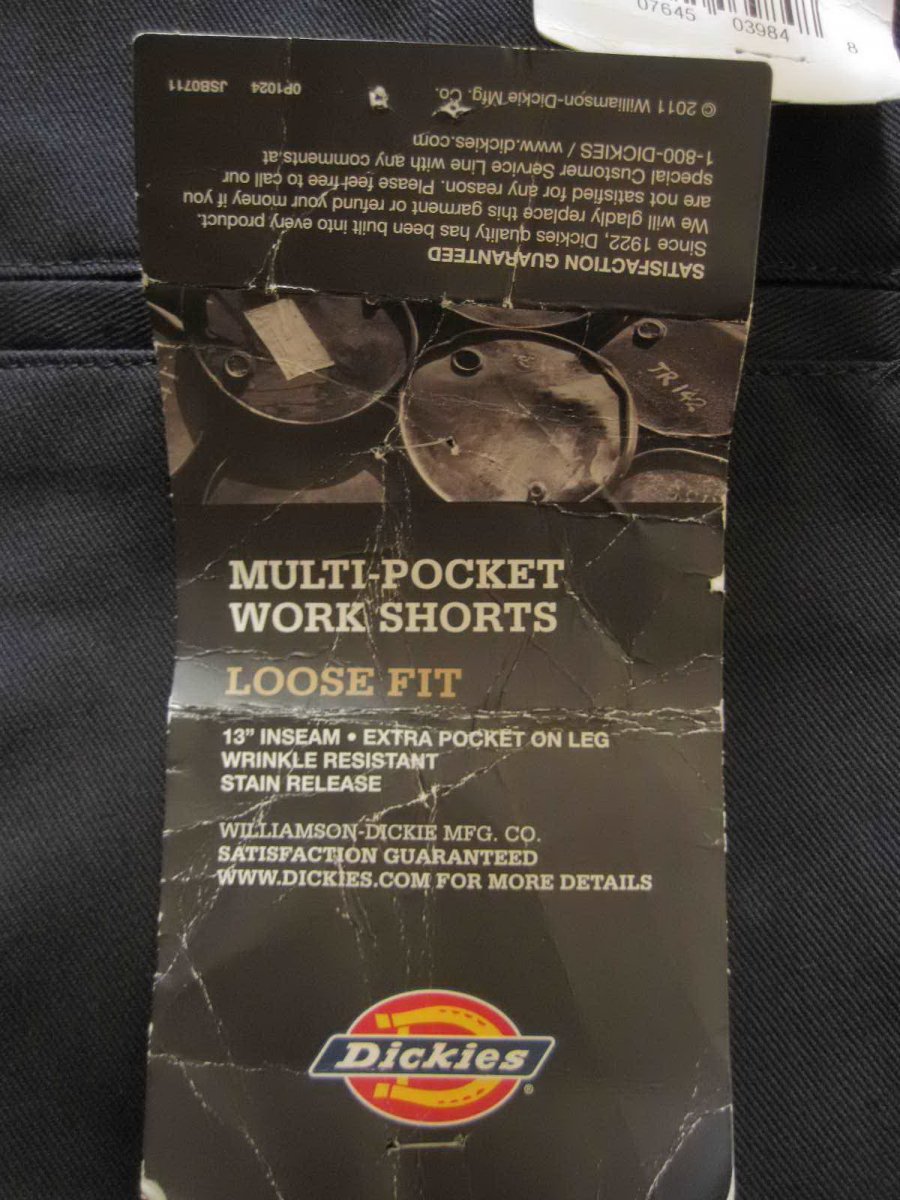 07645 03984 8
© 2011 Williamson-Dickie Mfg. Co. 0P1024 JSB0711
SATISFACTION GUARANTEED
Since 1922, Dickies quality has been built into every product.
We will gladly replace this garment or refund your money if you
are not satisfied for any reason. Please feel free to call our
special Customer Service Line with any comments at
1-800-DICKIES / www.dickies.com
TR 142
MULTI-POCKET
WORK SHORTS
LOOSE FIT
13" INSEAM • EXTRA POCKET ON LEG
WRINKLE RESISTANT
STAIN RELEASE
WILLIAMSON-DICKIE MFG. CO.
SATISFACTION GUARANTEED
WWW.DICKIES.COM FOR MORE DETAILS
Dickies®